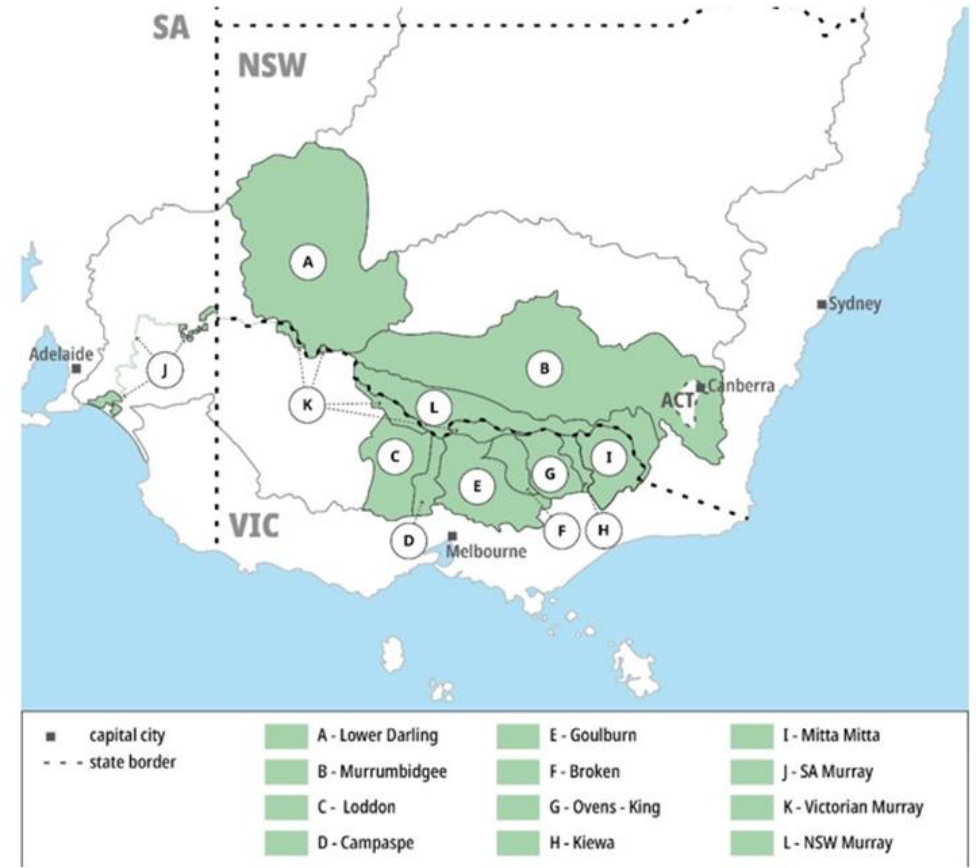 SA
NSW
A
Sydney
Adelaide
J
B
Canberra
ACT
K
L
C
I
G
E
VIC
D
F
H
Melbourne
capital city
state border
A - Lower Darling
B - Murrumbidgee
C - Loddon
D - Campaspe
E - Goulburn
F - Broken
G - Ovens - King
H - Kiewa
I - Mitta Mitta
J - SA Murray
K - Victorian Murray
L - NSW Murray